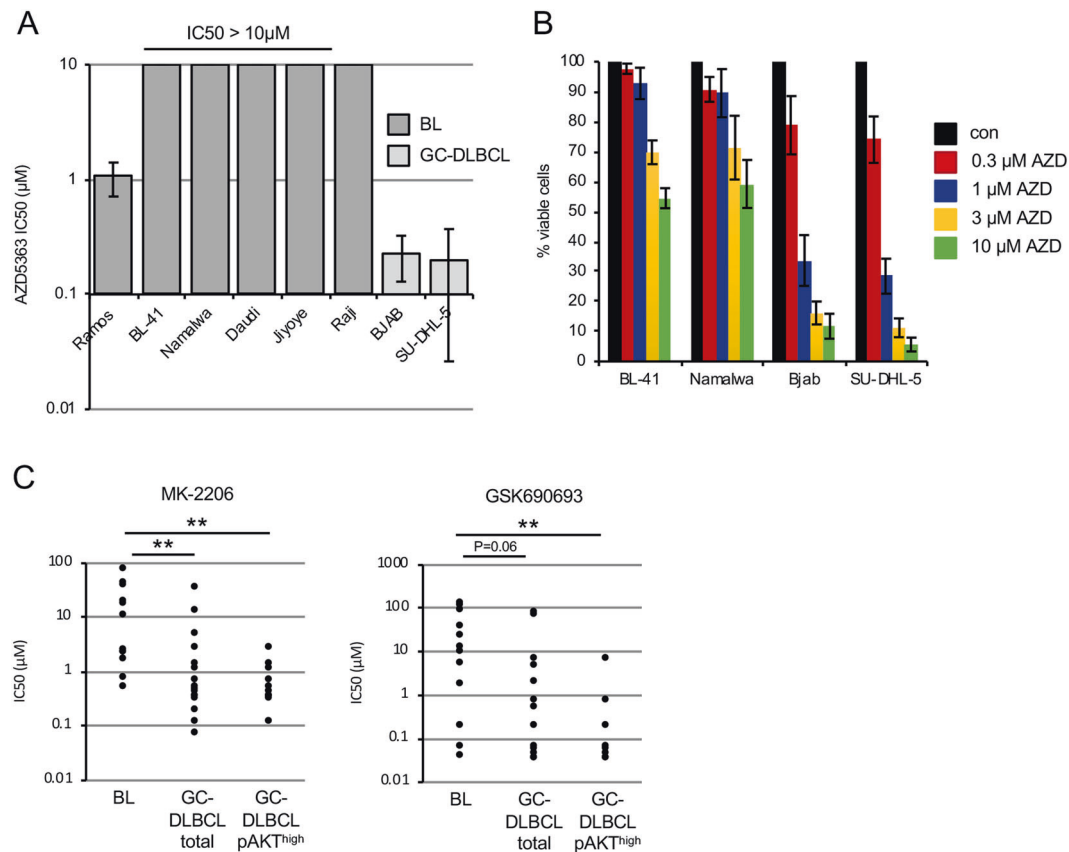 A
IC50 > 10µM
AZD5363 IC50 (µM)
10
1
0.1
0.01
Ramos
BL-41
Namalwa
Daudi
Jiyoye
Raji
BJAB
SU-DHL-5
BL
GC-DLBCL
B
% viable cells
100
90
80
70
60
50
40
30
20
10
0
BL-41
Namalwa
Bjab
SU-DHL-5
con
0.3 µM AZD
1 µM AZD
3 µM AZD
10 µM AZD
C
MK-2206
**
**
IC50 (µM)
100
10
1
0.1
0.01
BL
GC-
DLBCL
total
GC-
DLBCL
pAKThigh
GSK690693
**
P=0.06
IC50 (µM)
1000
100
10
1
0.1
0.01
BL
GC-
DLBCL
total
GC-
DLBCL
pAKThigh